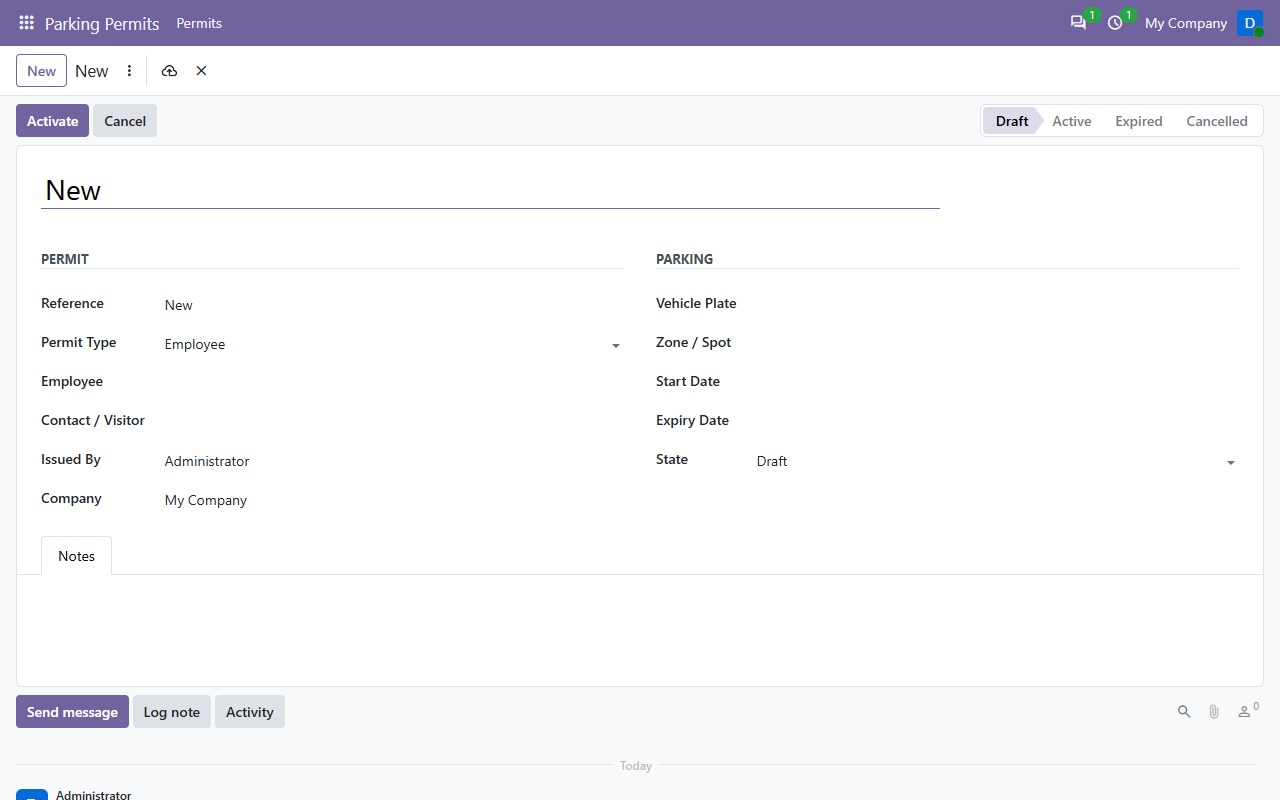 Parking Permits Permits 1 1 My Company D
New New
Activate Cancel Draft Active Expired Cancelled
New
PERMIT PARKING
Reference New Vehicle Plate
Permit Type Employee Zone / Spot
Employee Start Date
Contact / Visitor Expiry Date
Issued By Administrator State Draft
Company My Company
Notes
Send message Log note Activity 0
Today
Administrator